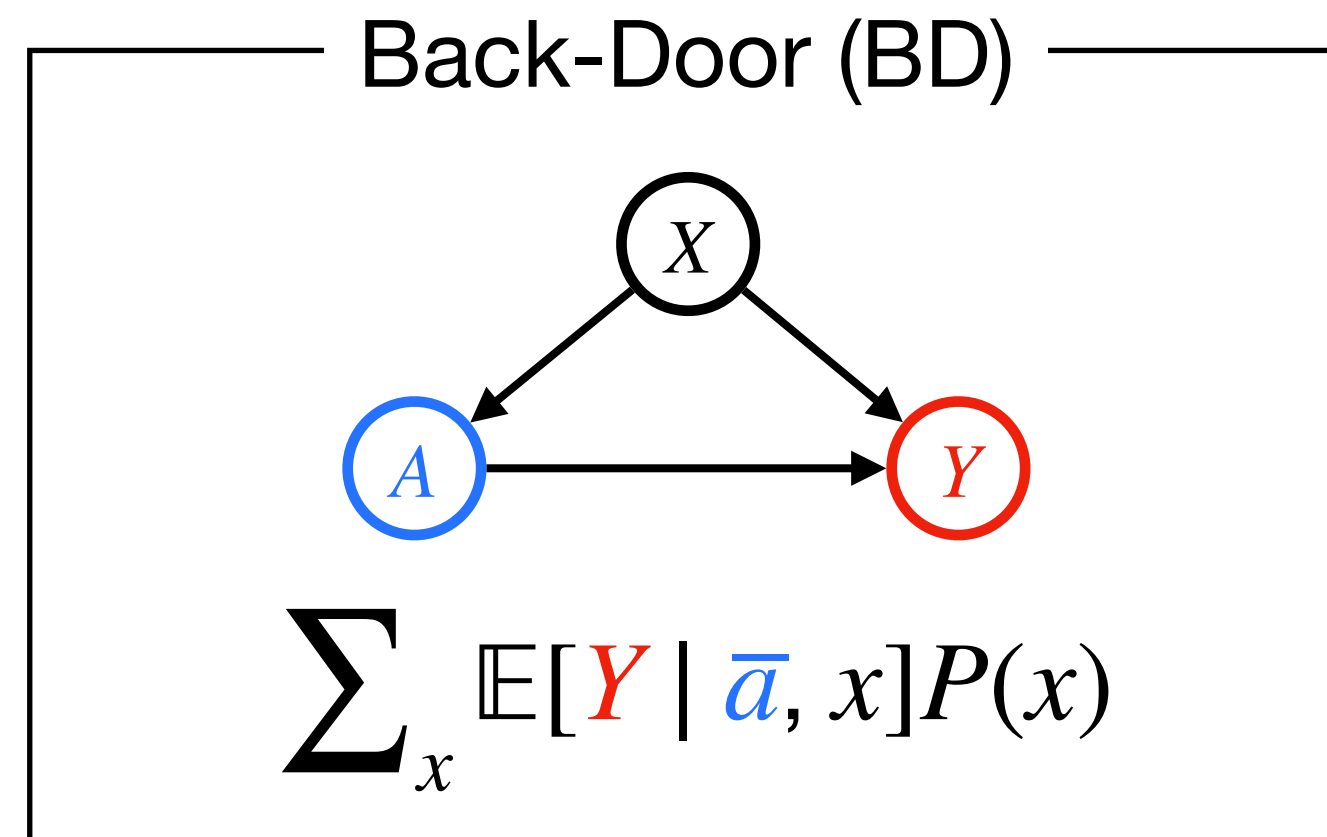 Back-Door (BD)
X
A Y
∑ₓ 𝔼[Y | a̅, x]P(x)